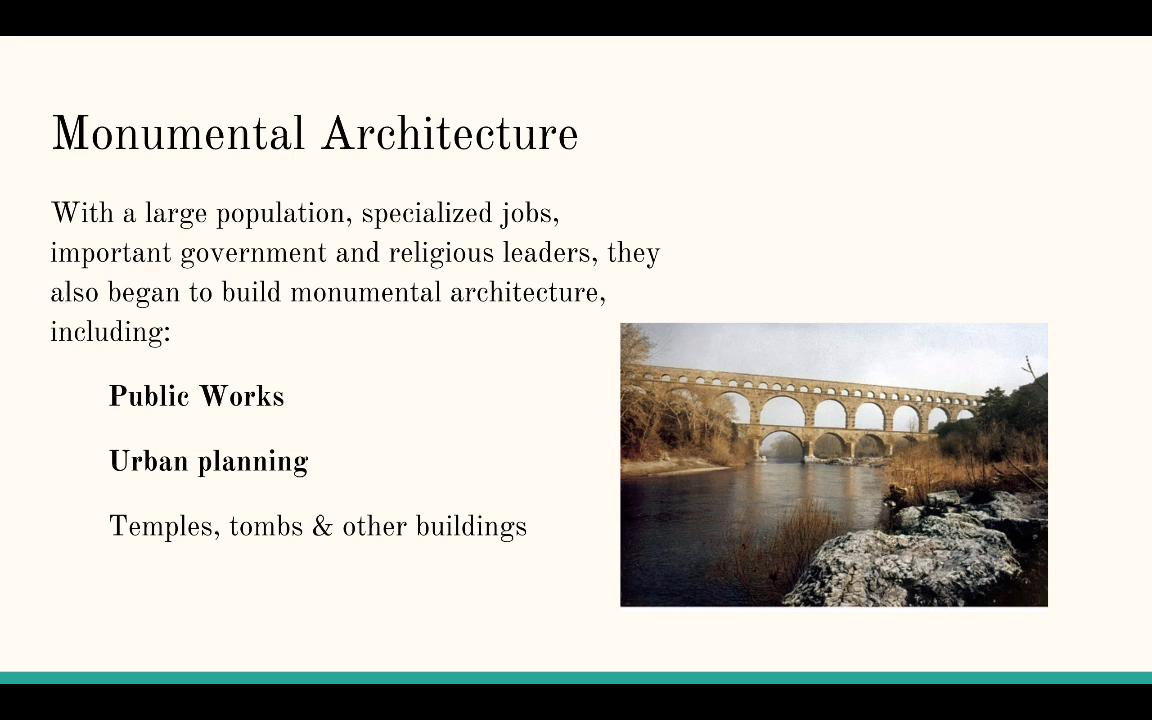 Monumental Architecture
With a large population, specialized jobs,
important government and religious leaders, they
also began to build monumental architecture,
including:
Public Works
Urban planning
Temples, tombs & other buildings